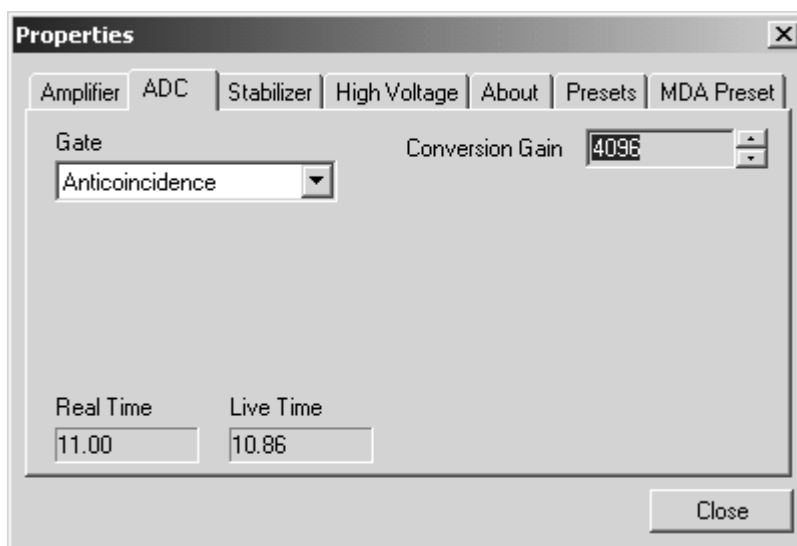 Properties
Amplifier ADC Stabilizer High Voltage About Presets MDA Preset
Gate Conversion Gain 4096
Anticoincidence
Real Time Live Time
11.00 10.86
Close